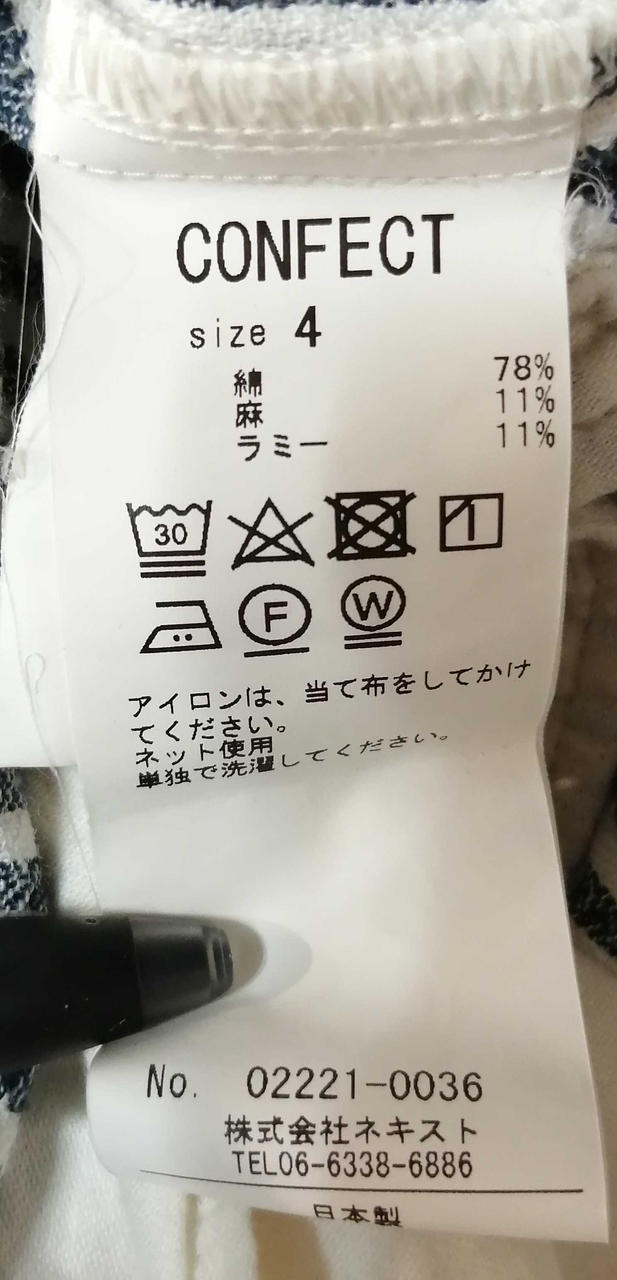 CONFECT
size 4
綿 78%
麻 11%
ラミー 11%
30
F W
アイロンは、当て布をしてかけ
てください。
ネット使用
単独で洗濯してください。
No. 02221-0036
株式会社ネキスト
TEL06-6338-6886
日本製